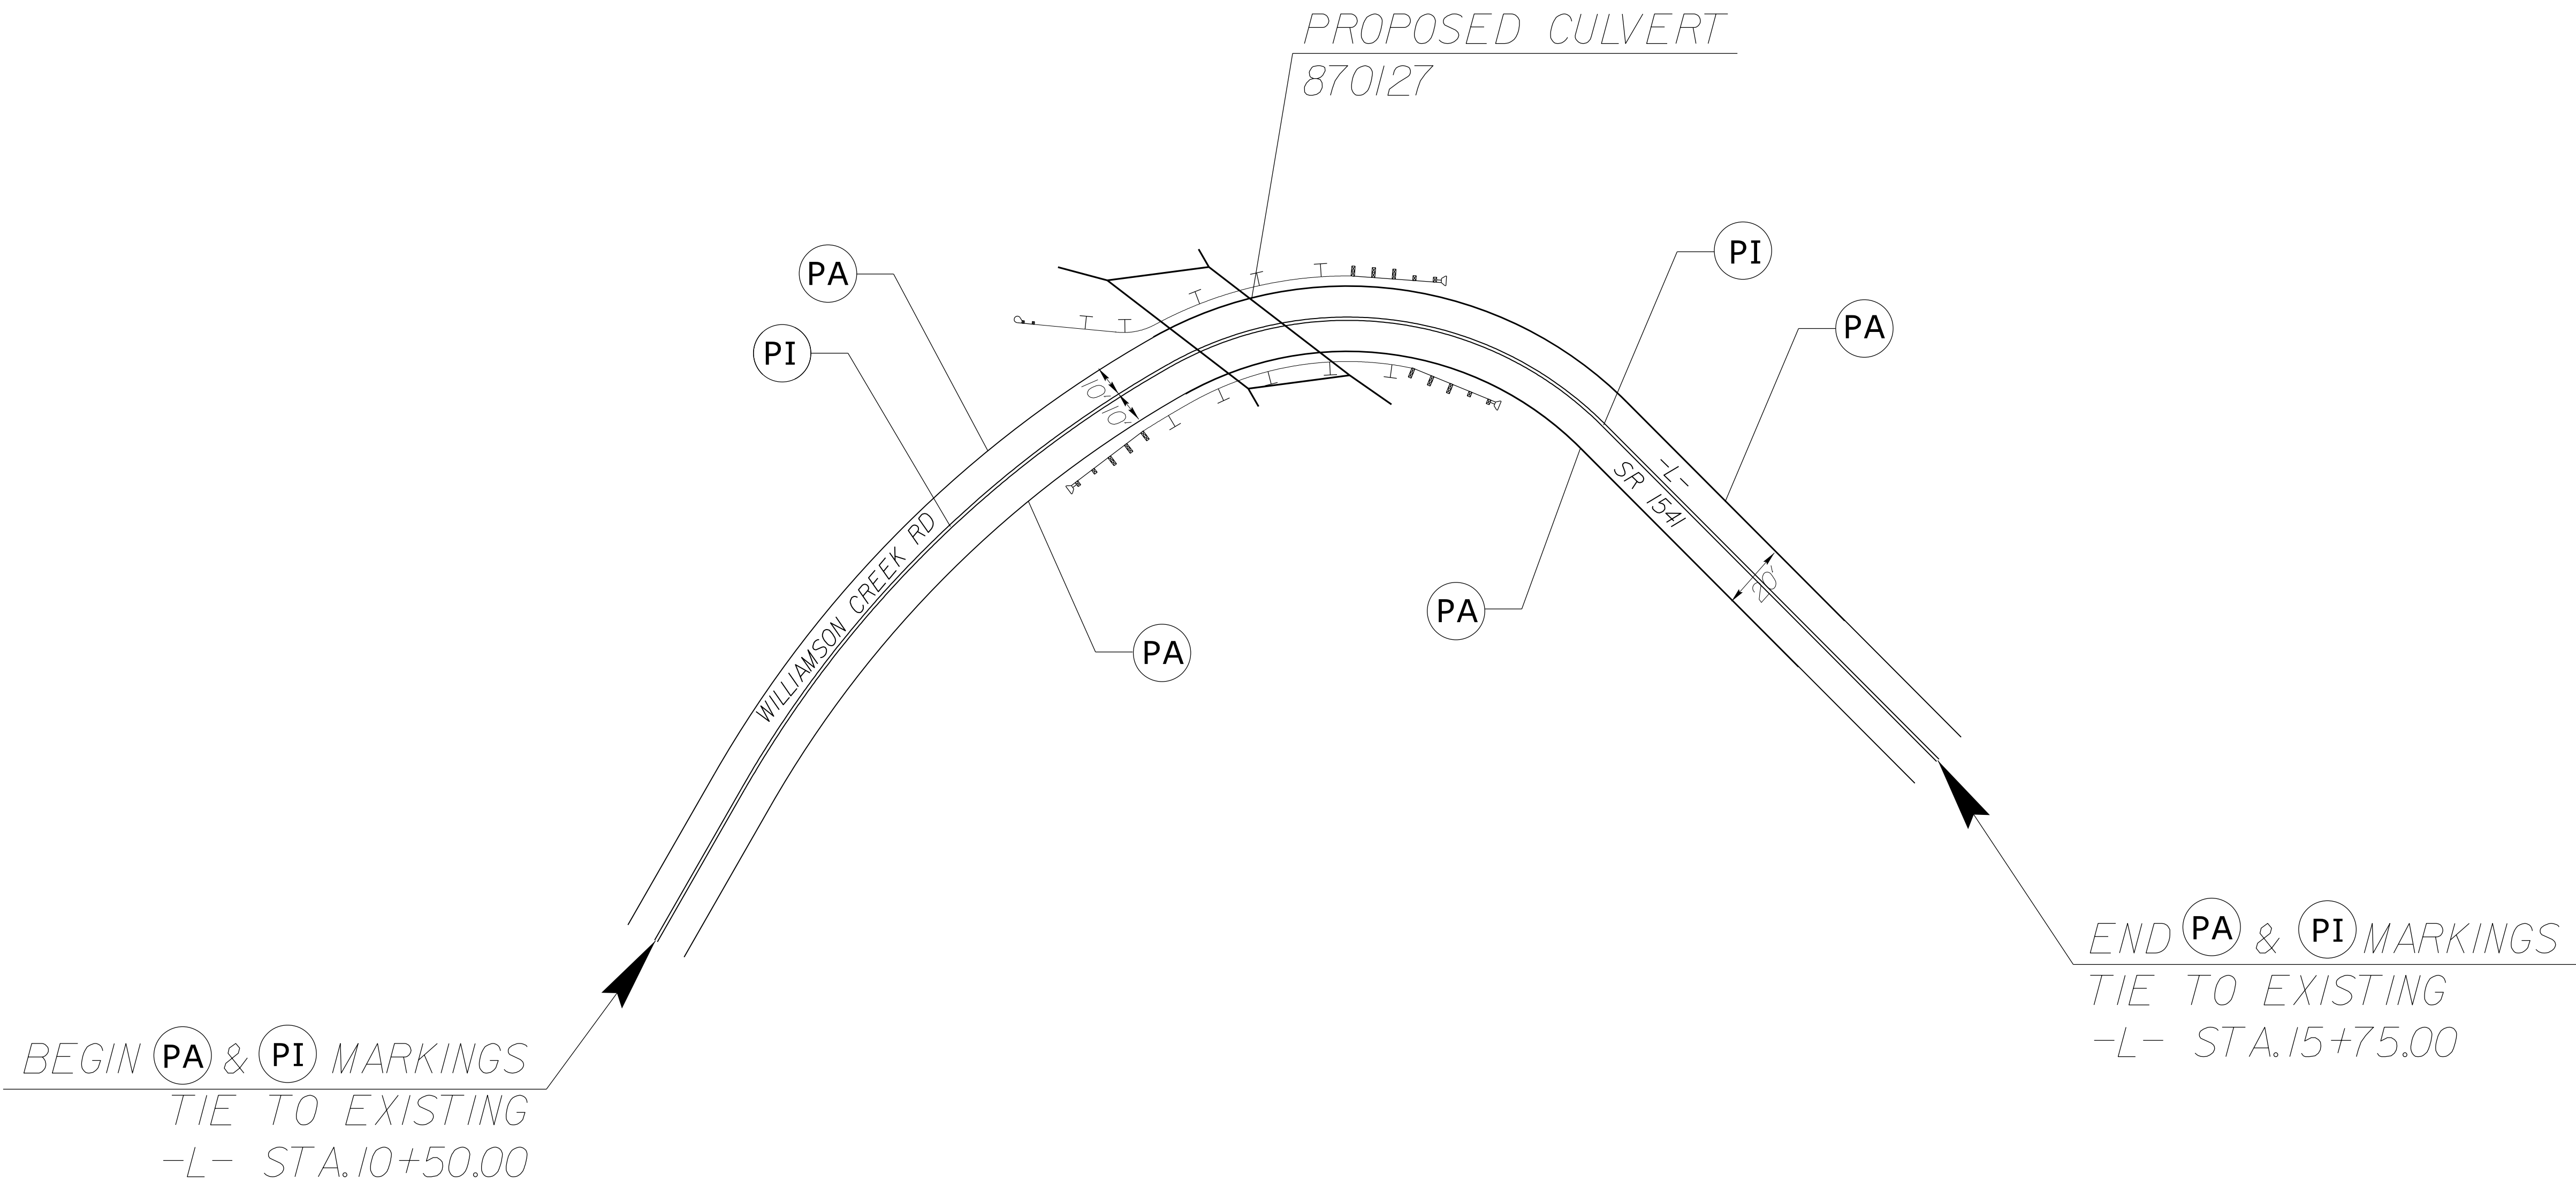 PROPOSED CULVERT
870127
PA
PI
PI
PA
10'
10'
WILLIAMSON CREEK RD
-L-
SR 1541
20'
PA
PA
BEGIN PA & PI MARKINGS
TIE TO EXISTING
-L- STA.10+50.00
END PA & PI MARKINGS
TIE TO EXISTING
-L- STA.15+75.00